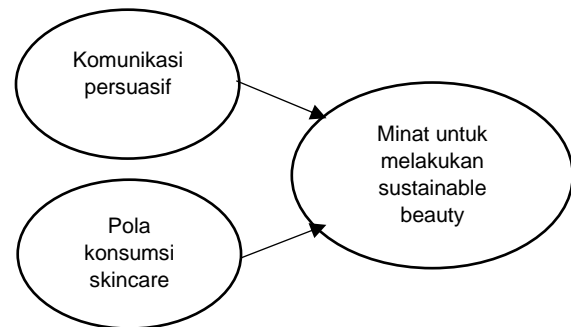 Komunikasi
persuasif
Minat untuk
melakukan
sustainable
beauty
Pola
konsumsi
skincare